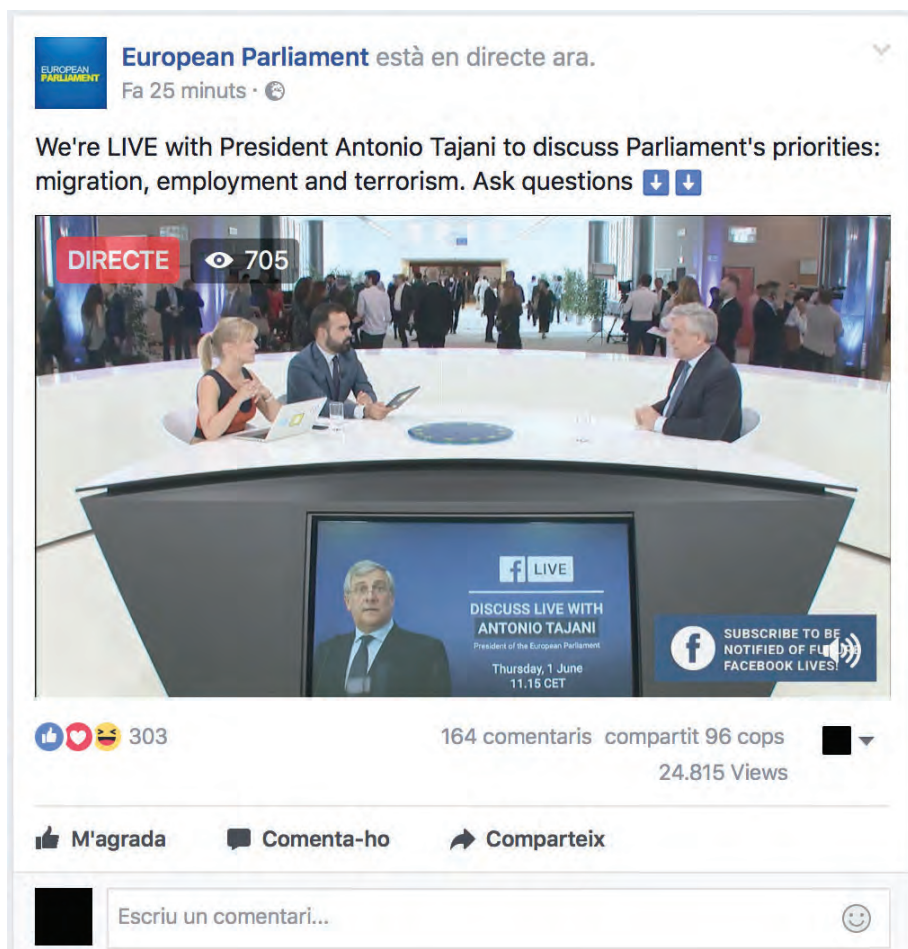 EUROPEAN
PARLIAMENT
European Parliament està en directe ara.
Fa 25 minuts ·
We're LIVE with President Antonio Tajani to discuss Parliament's priorities:
migration, employment and terrorism. Ask questions ⬇️ ⬇️
DIRECTE 705
f LIVE
DISCUSS LIVE WITH
ANTONIO TAJANI
President of the European Parliament
Thursday, 1 June
11.15 CET
SUBSCRIBE TO BE
NOTIFIED OF
FACEBOOK LIVES!
303 164 comentaris compartit 96 cops
24.815 Views
M'agrada Comenta-ho Comparteix
Escriu un comentari...